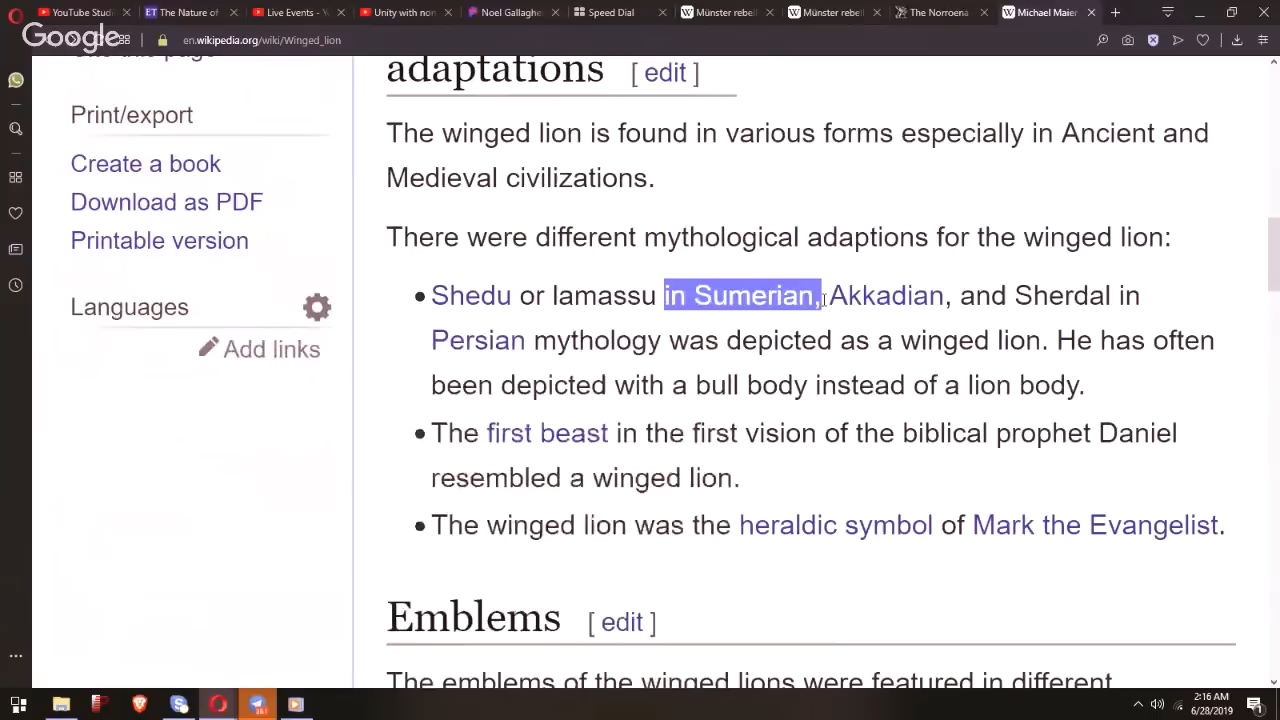 YouTube Studio
ET The Nature of
Live Events - 
Unity with non
Noel Gallaghe
Speed Dial
Münster rebell
Münster rebell
The Norroena
Michael Maier
Google
en.wikipedia.org/wiki/Winged_lion
Cite this page
adaptations [ edit ]
Print/export
The winged lion is found in various forms especially in Ancient and
Create a book
Medieval civilizations.
Download as PDF
Printable version
There were different mythological adaptions for the winged lion:
Languages
Add links
• Shedu or lamassu in Sumerian, Akkadian, and Sherdal in
Persian mythology was depicted as a winged lion. He has often
been depicted with a bull body instead of a lion body.
• The first beast in the first vision of the biblical prophet Daniel
resembled a winged lion.
• The winged lion was the heraldic symbol of Mark the Evangelist.
Emblems [ edit ]
The emblems of the winged lions were featured in different
2:16 AM
6/28/2019